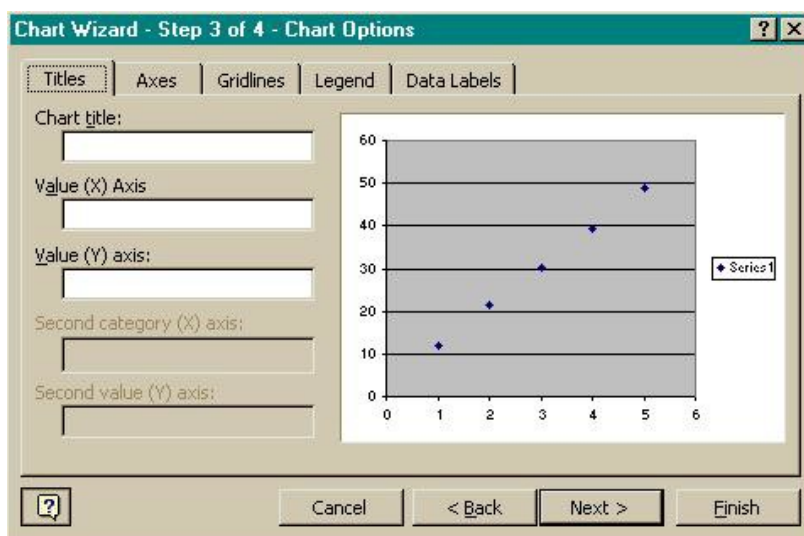 Chart Wizard - Step 3 of 4 - Chart Options
? X
Titles Axes Gridlines Legend Data Labels
Chart title:
Value (X) Axis
Value (Y) axis:
Second category (X) axis:
Second value (Y) axis:
60
50
40
30
20
10
0
0 1 2 3 4 5 6
Series1
?
Cancel < Back Next > Finish